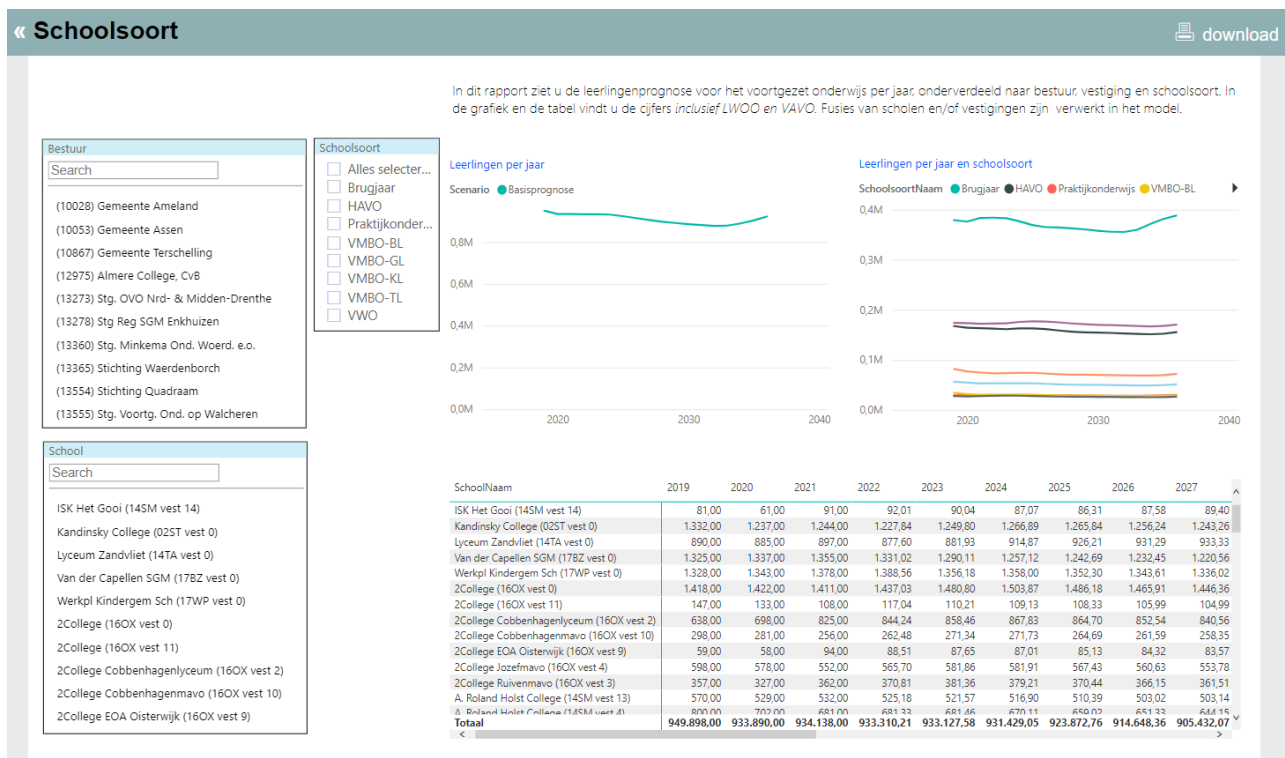 « Schoolsoort
download
In dit rapport ziet u de leerlingenprognose voor het voortgezet onderwijs per jaar, onderverdeeld naar bestuur, vestiging en schoolsoort. In
de grafiek en de tabel vindt u de cijfers inclusief LWOO en VAVO. Fusies van scholen en/of vestigingen zijn verwerkt in het model.
Bestuur
Search
(10028) Gemeente Ameland
(10053) Gemeente Assen
(10867) Gemeente Terschelling
(12975) Almere College, CvB
(13273) Stg. OVO Nrd- & Midden-Drenthe
(13278) Stg Reg SGM Enkhuizen
(13360) Stg. Minkema Ond. Woerd. e.o.
(13365) Stichting Waerdenborch
(13554) Stichting Quadraam
(13555) Stg. Voortg. Ond. op Walcheren
Schoolsoort
Alles selecter...
Brugjaar
HAVO
Praktijkonder...
VMBO-BL
VMBO-GL
VMBO-KL
VMBO-TL
VWO
Leerlingen per jaar
Scenario Basisprognose
0,8M
0,6M
0,4M
0,2M
0,0M
2020 2030 2040
Leerlingen per jaar en schoolsoort
SchoolsoortNaam Brugjaar HAVO Praktijkonderwijs VMBO-BL
0,4M
0,3M
0,2M
0,1M
0,0M
2020 2030 2040
School
Search
ISK Het Gooi (14SM vest 14)
Kandinsky College (02ST vest 0)
Lyceum Zandvliet (14TA vest 0)
Van der Capellen SGM (17BZ vest 0)
Werkpl Kindergem Sch (17WP vest 0)
2College (16OX vest 0)
2College (16OX vest 11)
2College Cobbenhagenlyceum (16OX vest 2)
2College Cobbenhagenmavo (16OX vest 10)
2College EOA Oisterwijk (16OX vest 9)
SchoolNaam 2019 2020 2021 2022 2023 2024 2025 2026 2027
ISK Het Gooi (14SM vest 14) 81,00 61,00 91,00 92,01 90,04 87,07 86,31 87,58 89,40
Kandinsky College (02ST vest 0) 1.332,00 1.237,00 1.244,00 1.227,84 1.249,80 1.266,89 1.265,84 1.256,24 1.243,26
Lyceum Zandvliet (14TA vest 0) 890,00 885,00 897,00 877,60 881,93 914,87 926,21 931,29 933,33
Van der Capellen SGM (17BZ vest 0) 1.325,00 1.337,00 1.355,00 1.331,02 1.290,11 1.257,12 1.242,69 1.232,45 1.220,56
Werkpl Kindergem Sch (17WP vest 0) 1.328,00 1.343,00 1.378,00 1.388,56 1.356,18 1.358,00 1.352,30 1.343,61 1.336,02
2College (16OX vest 0) 1.418,00 1.422,00 1.411,00 1.437,03 1.480,80 1.503,87 1.486,18 1.465,91 1.446,36
2College (16OX vest 11) 147,00 133,00 108,00 117,04 110,21 109,13 108,33 105,99 104,99
2College Cobbenhagenlyceum (16OX vest 2) 638,00 698,00 825,00 844,24 858,46 867,83 864,70 852,54 840,56
2College Cobbenhagenmavo (16OX vest 10) 298,00 281,00 256,00 262,48 271,34 271,73 264,69 261,59 258,35
2College EOA Oisterwijk (16OX vest 9) 59,00 58,00 94,00 88,51 87,65 87,01 85,13 84,32 83,57
2College Jozefmavo (16OX vest 4) 598,00 578,00 552,00 565,70 581,86 581,91 567,43 560,63 553,78
2College Ruivenmavo (16OX vest 3) 357,00 327,00 362,00 370,81 381,36 379,21 370,44 366,15 361,51
A. Roland Holst College (14SM vest 13) 570,00 529,00 532,00 525,18 521,57 516,90 510,39 503,02 503,14
A. Roland Holst College (14SM vest 4) 800,00 702,00 681,00 681,33 681,46 670,11 659,02 651,33 644,15
Totaal 949.898,00 933.890,00 934.138,00 933.310,21 933.127,58 931.429,05 923.872,76 914.648,36 905.432,07